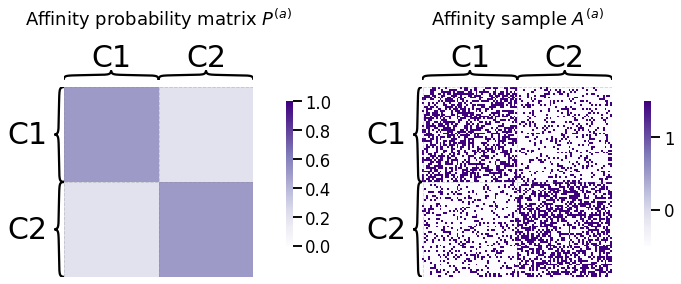 Affinity probability matrix P^(a)
C1 C2
C1
C2
1.0
0.8
0.6
0.4
0.2
0.0
Affinity sample A^(a)
C1 C2
C1
C2
1
0